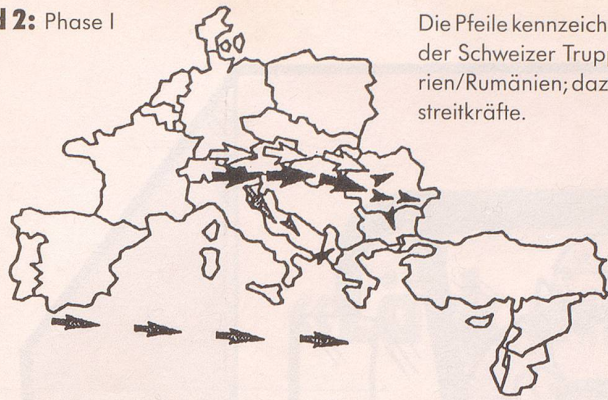 d 2: Phase I
Die Pfeile kennzeich
der Schweizer Trupp
rien/Rumänien; daz
streitkräfte.